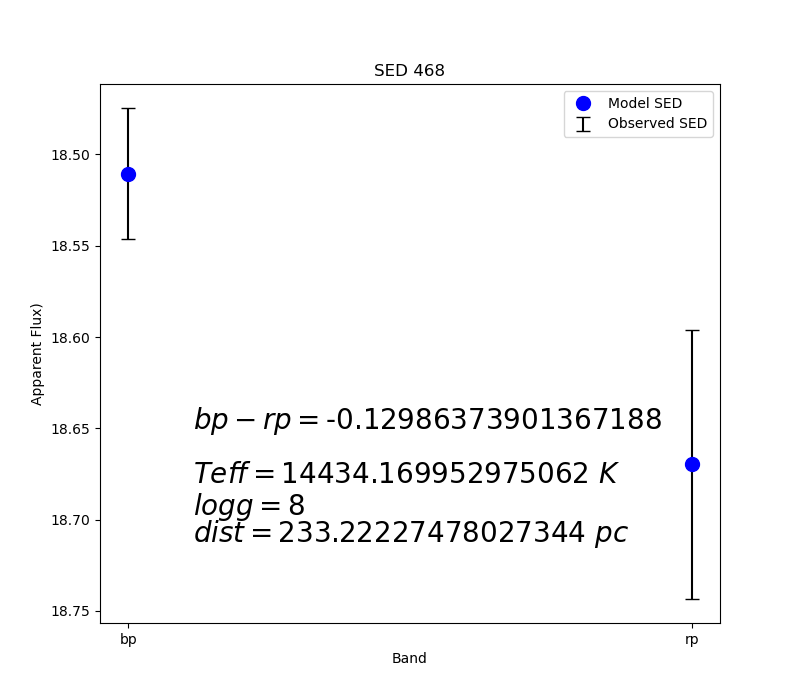 SED 468
Model SED
Observed SED
18.50
18.55
18.60
18.65
18.70
18.75
Apparent Flux)
bp − rp = -0.12986373901367188
Teff = 14434.169952975062 K
logg = 8
dist = 233.22227478027344 pc
bp
rp
Band